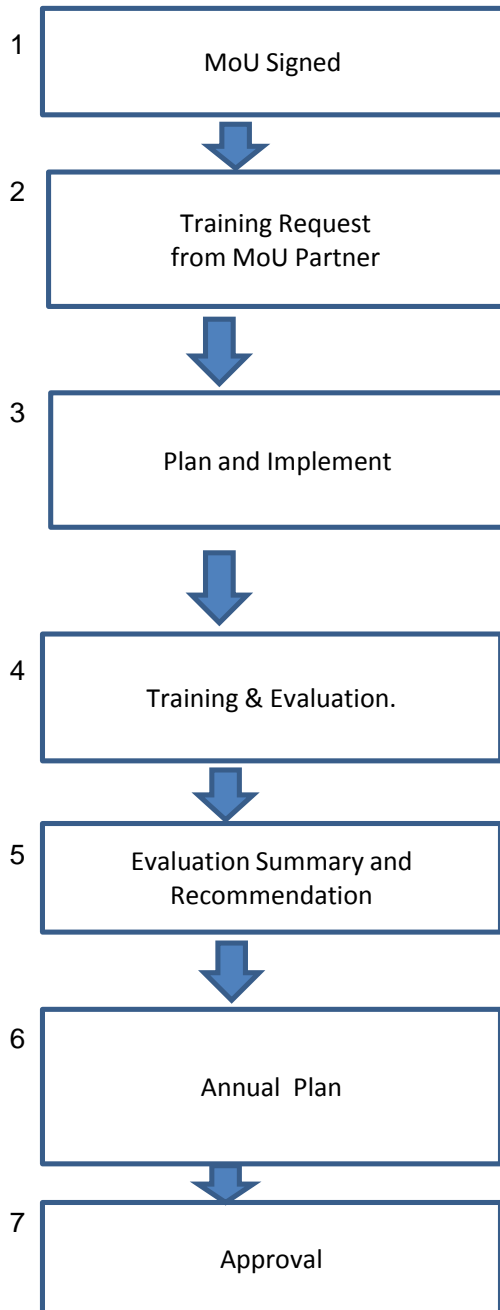 1
MoU Signed
2
Training Request
from MoU Partner
3
Plan and Implement
4
Training & Evaluation.
5
Evaluation Summary and
Recommendation
6
Annual Plan
7
Approval